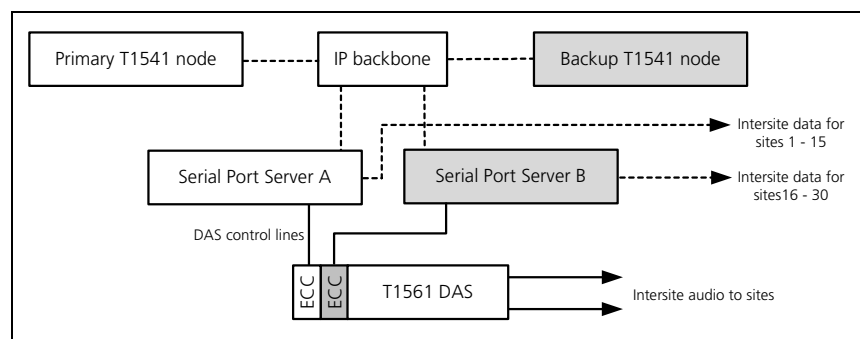 Primary T1541 node
IP backbone
Backup T1541 node
Intersite data for
sites 1 - 15
Serial Port Server A
Serial Port Server B
Intersite data for
sites16 - 30
DAS control lines
ECC
ECC
T1561 DAS
Intersite audio to sites